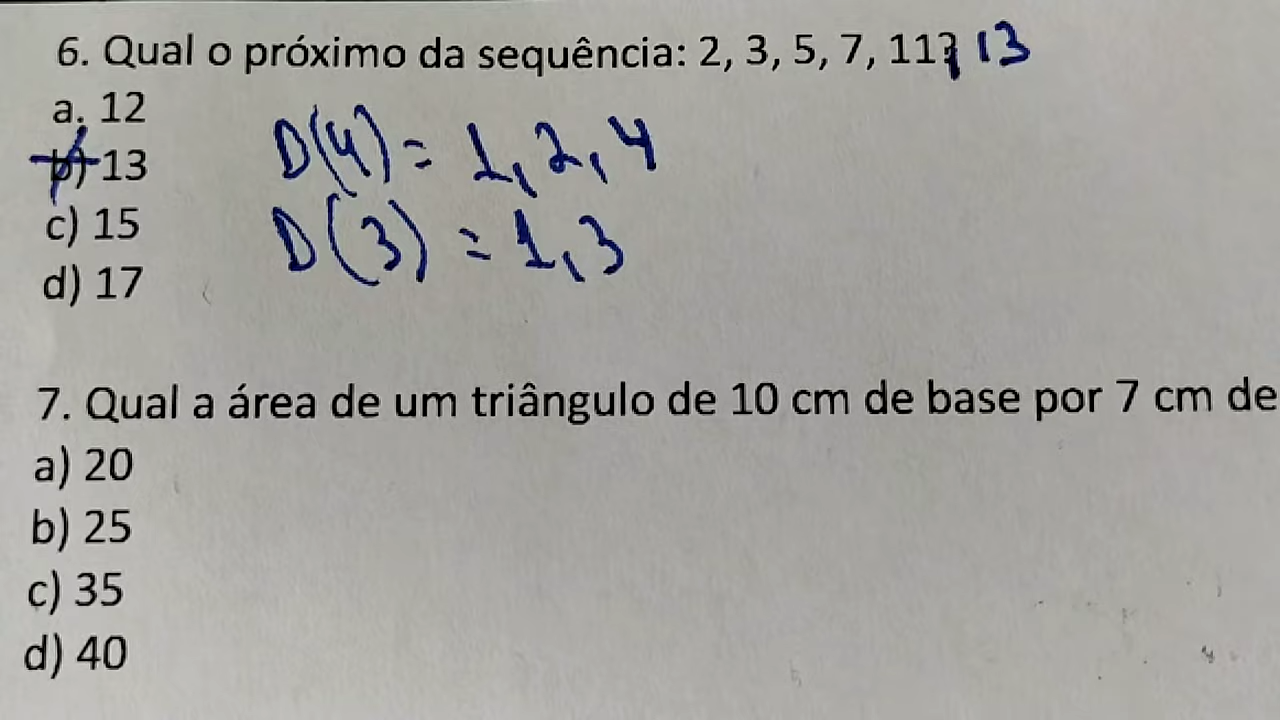 6. Qual o próximo da sequência: 2, 3, 5, 7, 11? 13
a. 12
b) 13
c) 15
d) 17
D(4) = 1, 2, 4
D(3) = 1, 3
7. Qual a área de um triângulo de 10 cm de base por 7 cm de
a) 20
b) 25
c) 35
d) 40